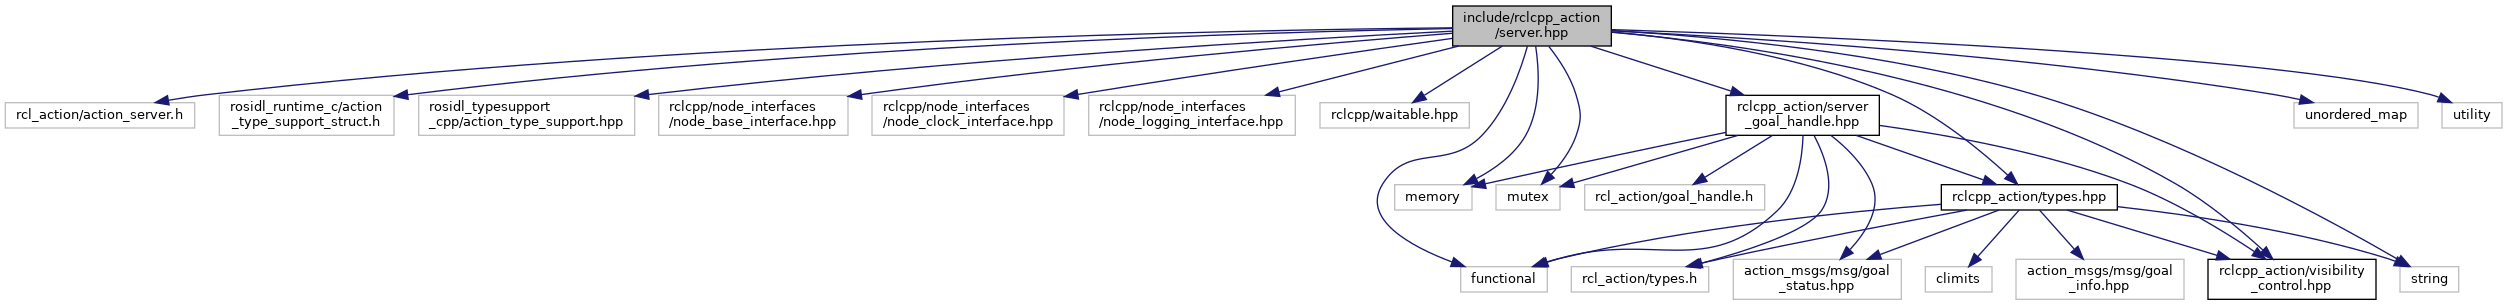 include/rclcpp_action
/server.hpp
rcl_action/action_server.h
rosidl_runtime_c/action
_type_support_struct.h
rosidl_typesupport
_cpp/action_type_support.hpp
rclcpp/node_interfaces
/node_base_interface.hpp
rclcpp/node_interfaces
/node_clock_interface.hpp
rclcpp/node_interfaces
/node_logging_interface.hpp
rclcpp/waitable.hpp
rclcpp_action/server
_goal_handle.hpp
unordered_map
utility
memory
mutex
rcl_action/goal_handle.h
rclcpp_action/types.hpp
functional
rcl_action/types.h
action_msgs/msg/goal
_status.hpp
climits
action_msgs/msg/goal
_info.hpp
rclcpp_action/visibility
_control.hpp
string